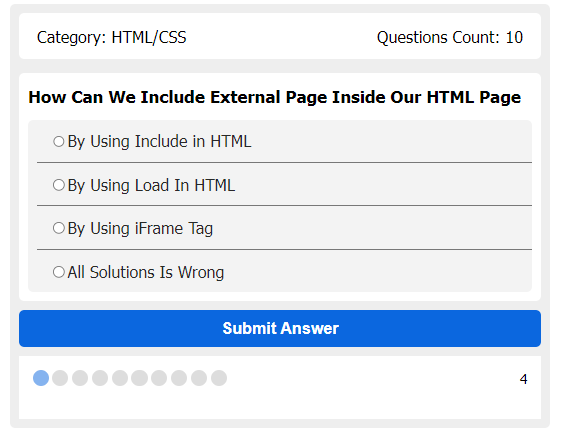 Category: HTML/CSS
Questions Count: 10
How Can We Include External Page Inside Our HTML Page
By Using Include in HTML
By Using Load In HTML
By Using iFrame Tag
All Solutions Is Wrong
Submit Answer
4